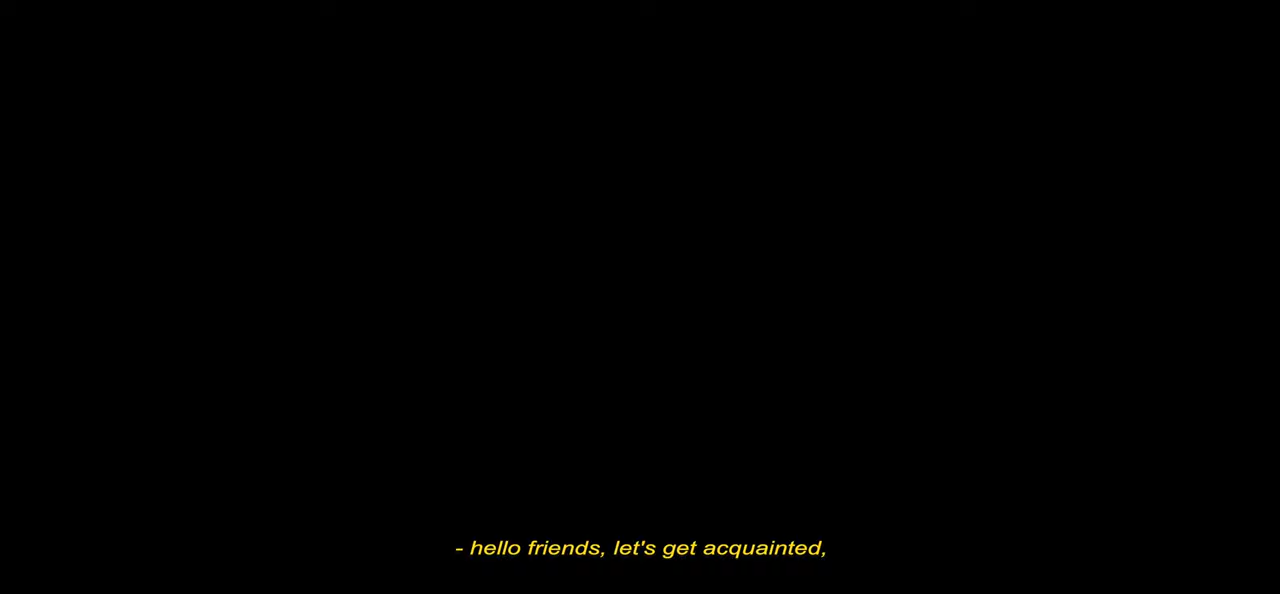 - hello friends, let's get acquainted,